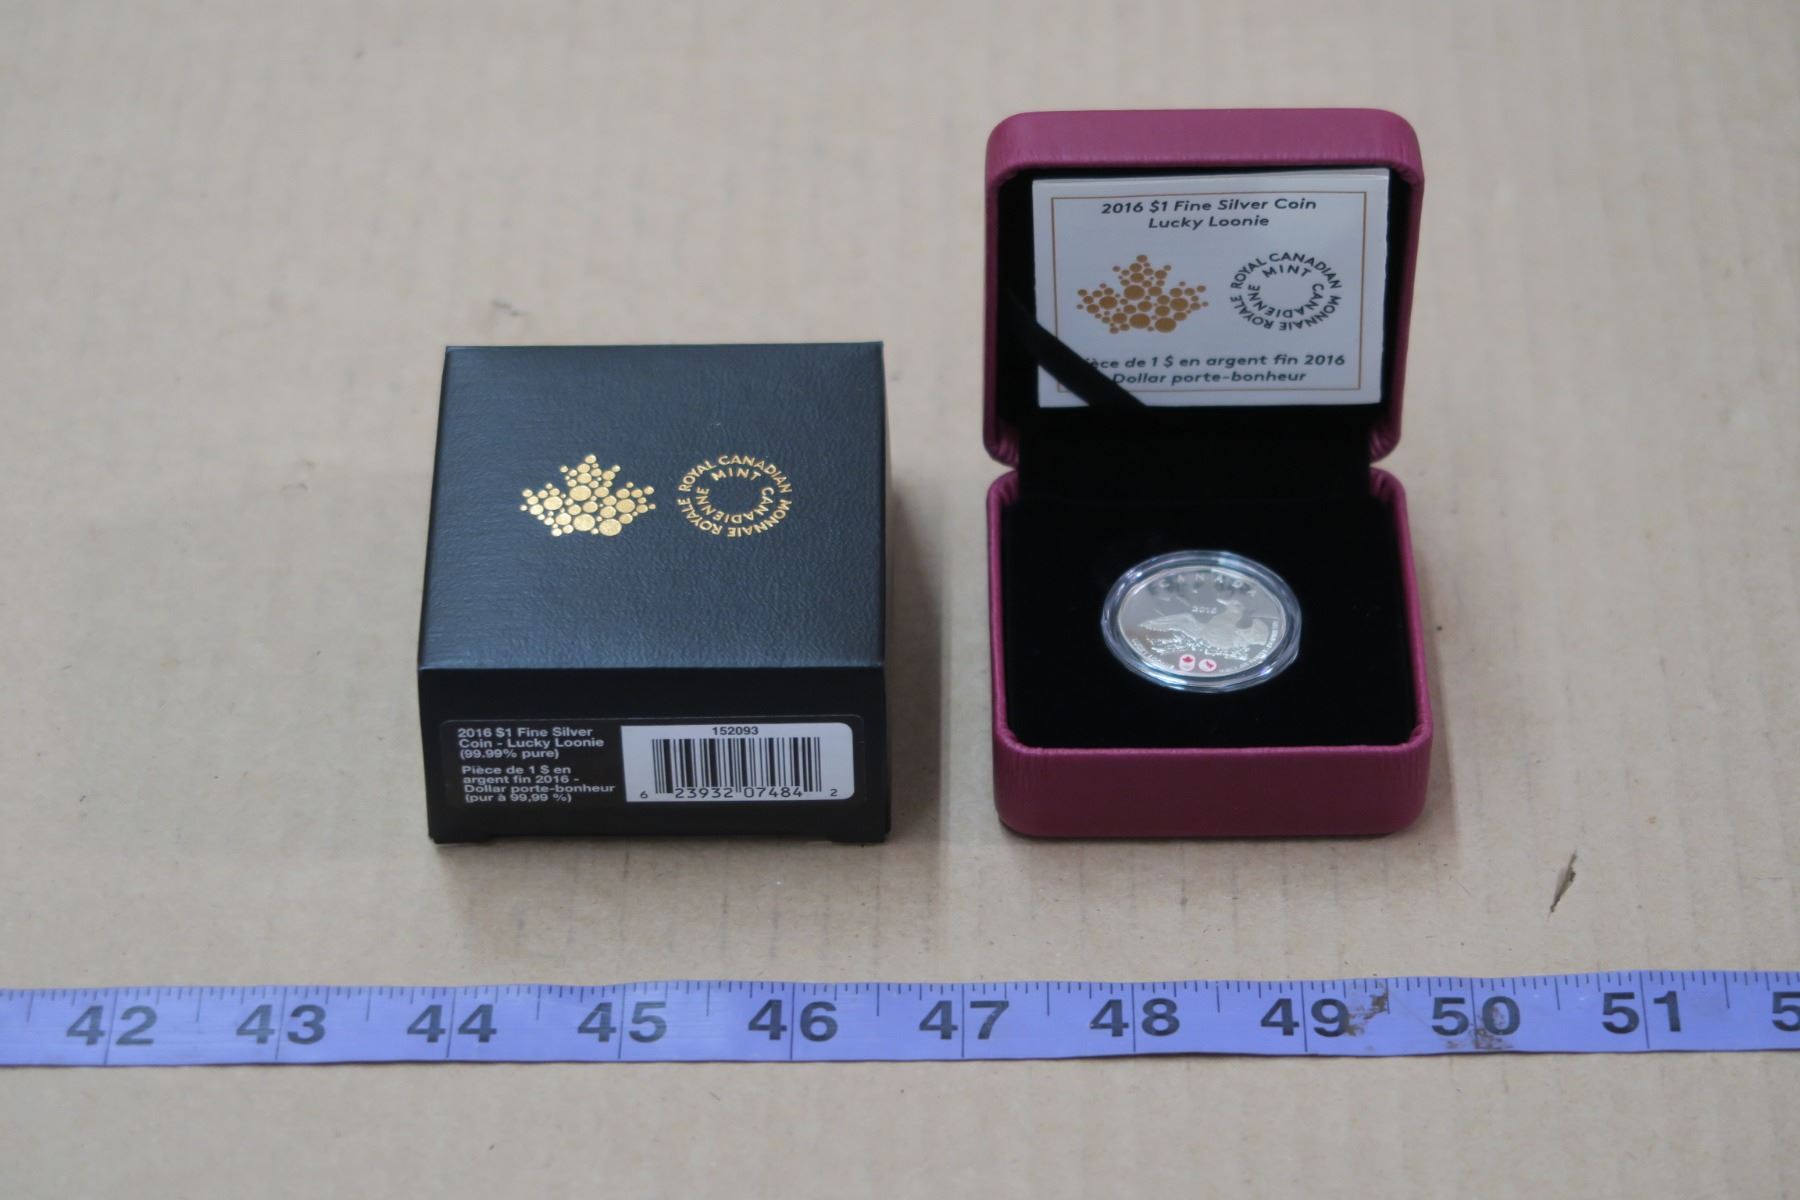 2016 $1 Fine Silver Coin
Lucky Loonie
ROYAL CANADIAN MINT
MONNAIE ROYALE CANADIENNE
de 1 $ en argent fin 2016
Dollar porte-bonheur
ROYAL CANADIAN MINT
MONNAIE ROYALE CANADIENNE
CANADA
2016
2016 $1 Fine Silver
Coin - Lucky Loonie
(99.99% pure)
Pièce de 1 $ en
argent fin 2016 -
Dollar porte-bonheur
(pur à 99,99 %)
152093
6 23932 07484 2
42 43 44 45 46 47 48 49 50 51 5